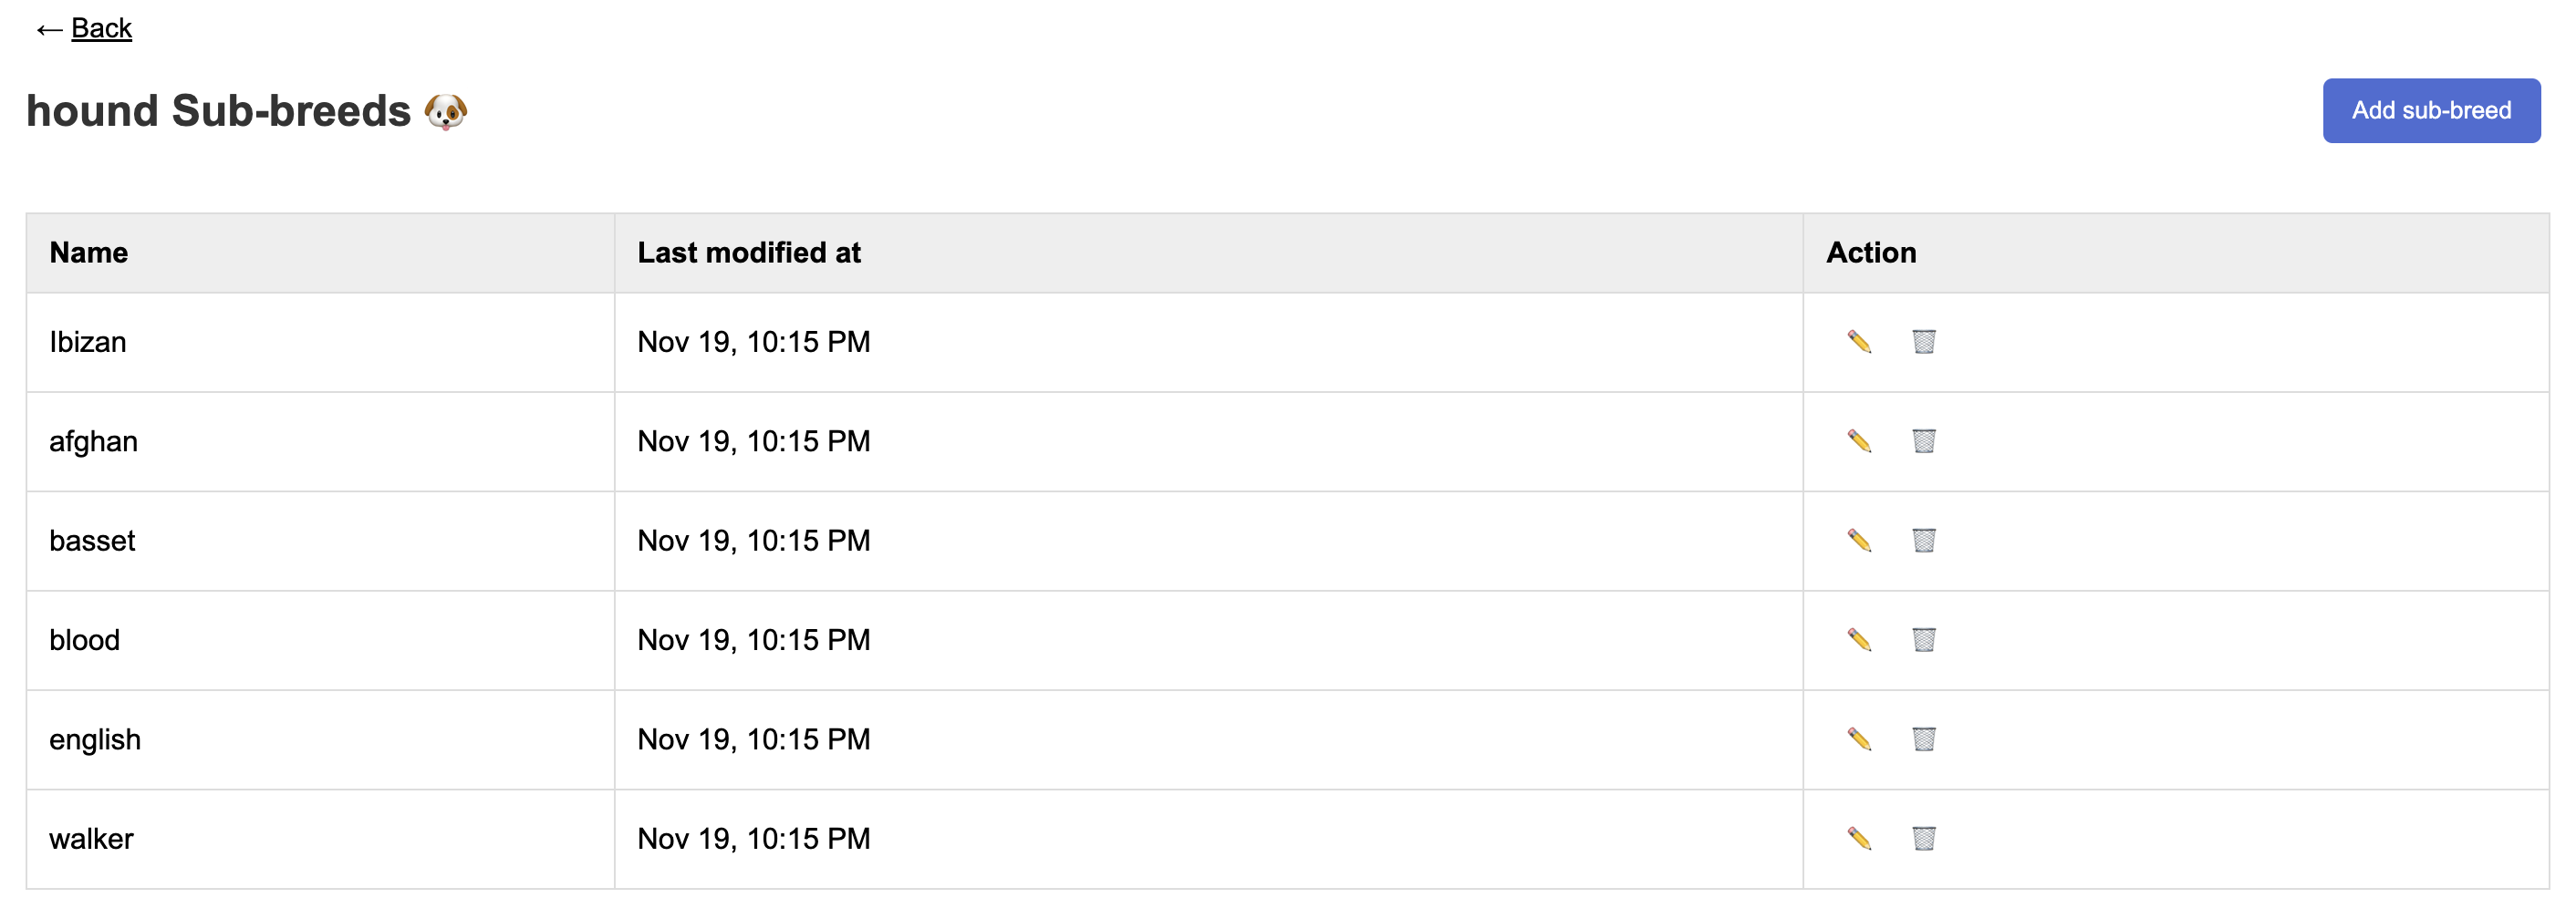 ← Back
hound Sub-breeds 🐶
Add sub-breed
Name Last modified at Action
Ibizan Nov 19, 10:15 PM
afghan Nov 19, 10:15 PM
basset Nov 19, 10:15 PM
blood Nov 19, 10:15 PM
english Nov 19, 10:15 PM
walker Nov 19, 10:15 PM